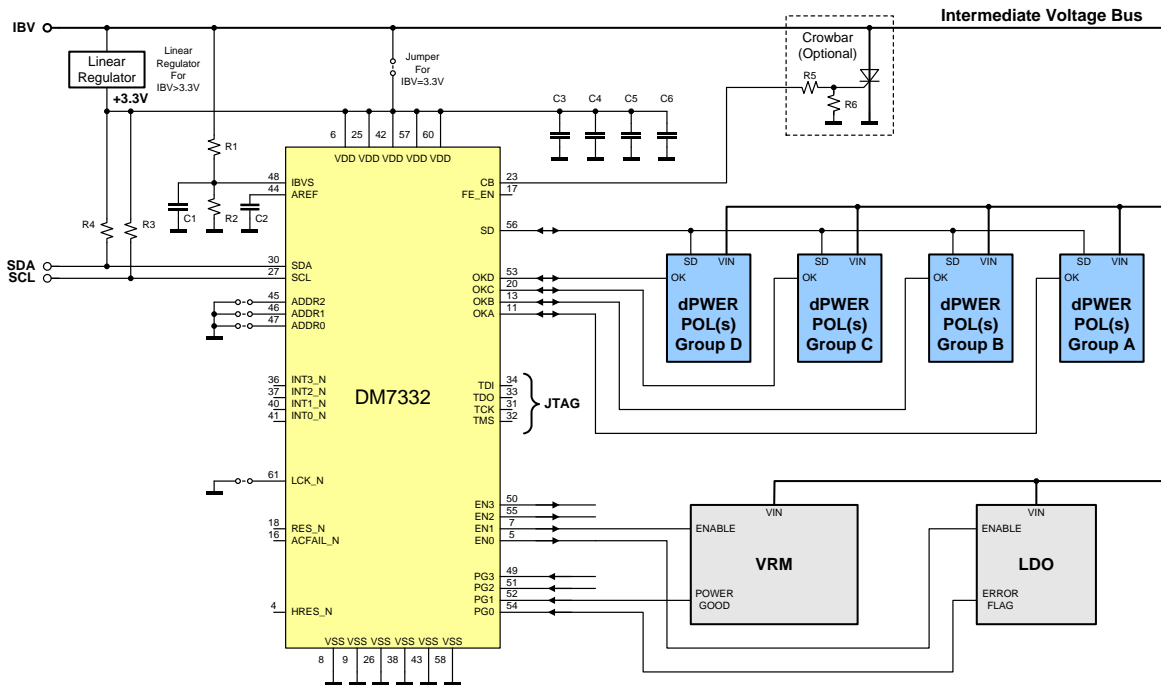 IBV
Intermediate Voltage Bus
Linear
Regulator
+3.3V
Linear
Regulator
For
IBV>3.3V
Jumper
For
IBV=3.3V
Crowbar
(Optional)
R5
R6
C3
C4
C5
C6
6
25
42
57
60
VDD
VDD
VDD
VDD
VDD
R1
R2
C1
C2
R4
R3
SDA
SCL
48
IBVS
44
AREF
30
SDA
27
SCL
45
ADDR2
46
ADDR1
47
ADDR0
36
INT3_N
37
INT2_N
40
INT1_N
41
INT0_N
61
LCK_N
18
RES_N
16
ACFAIL_N
4
HRES_N
DM7332
CB
23
FE_EN
17
SD
56
OKD
53
OKC
20
OKB
13
OKA
11
TDI
34
TDO
33
TCK
31
TMS
32
JTAG
EN3
50
EN2
55
EN1
7
EN0
5
PG3
49
PG2
51
PG1
52
PG0
54
VSS
VSS
VSS
VSS
VSS
VSS
8
9
26
38
43
58
SD
VIN
OK
dPWER
POL(s)
Group D
SD
VIN
OK
dPWER
POL(s)
Group C
SD
VIN
OK
dPWER
POL(s)
Group B
SD
VIN
OK
dPWER
POL(s)
Group A
VIN
ENABLE
VRM
POWER
GOOD
VIN
ENABLE
LDO
ERROR
FLAG